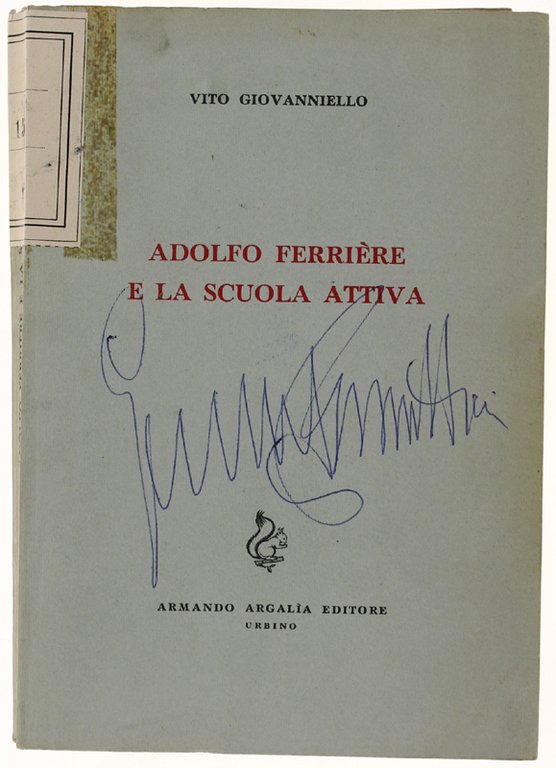 VITO GIOVANNIELLO
ADOLFO FERRIÈRE
E LA SCUOLA ATTIVA
ARMANDO ARGALÌA EDITORE
URBINO